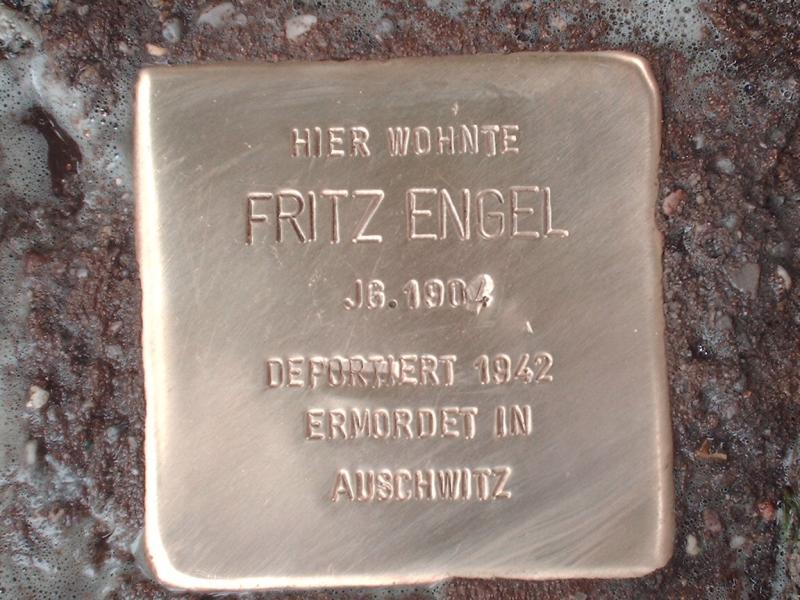 HIER WOHNTE
FRITZ ENGEL
JG. 1904
DEPORTIERT 1942
ERMORDET IN
AUSCHWITZ